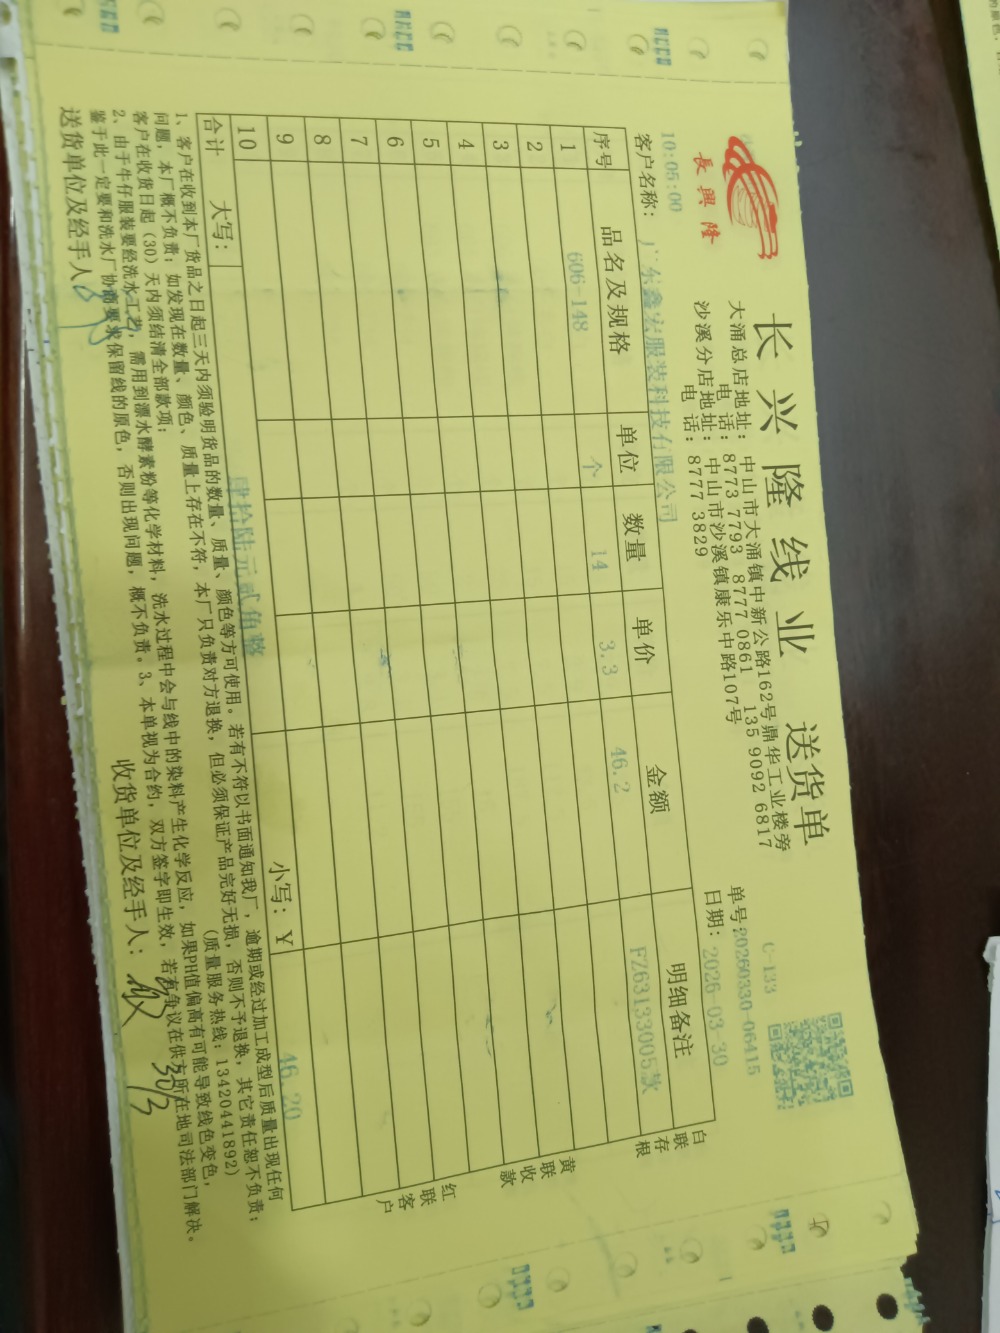 長興隆
长兴隆线业 送货单
大涌总店地址：中山市大涌镇中新公路162号鼎华工业楼旁
电话：8773 7793 8777 0861 135 9092 6817
沙溪分店地址：中山市沙溪镇康乐中路107号
电话：8777 3829
C-133
单号:20260330-06415
日期：2026-03-30
10:05:00
客户名称：广东鑫宏服装科技有限公司
序号 品名及规格 单位 数量 单价 金额 明细备注
1 606-148 个 14 3.3 46.2 FZ631330005款
2
3
4
5
6
7
8
9
10
合计 大写：肆拾陆元贰角整 小写：Y 46.20
白联存根
黄联收款
红联客户
1、客户在收到本厂货品之日起三天内须验明货品的数量、质量、颜色等方可使用。若有不符以书面通知我厂，逾期或经过加工成型后质量出现任何
问题，本厂概不负责；如发现在数量、颜色、质量上存在不符，本厂只负责对方退换，但必须保证产品完好无损，否则不予退换，其它责任恕不负责；
客户在收货日起（30）天内须结清全部款项； （质量服务热线：13420441892）
2、由于牛仔服装要经洗水工艺，需用到漂水酵素粉等化学材料，洗水过程中会与线中的染料产生化学反应，如果PH值偏高有可能导致线色变色，
鉴于此一定要和洗水厂协商要求保留线的原色，否则出现问题，概不负责。3、本单视为合约，双方签字即生效，若有争议在供方所在地司法部门解决。
送货单位及经手人：
收货单位及经手人： 30/3